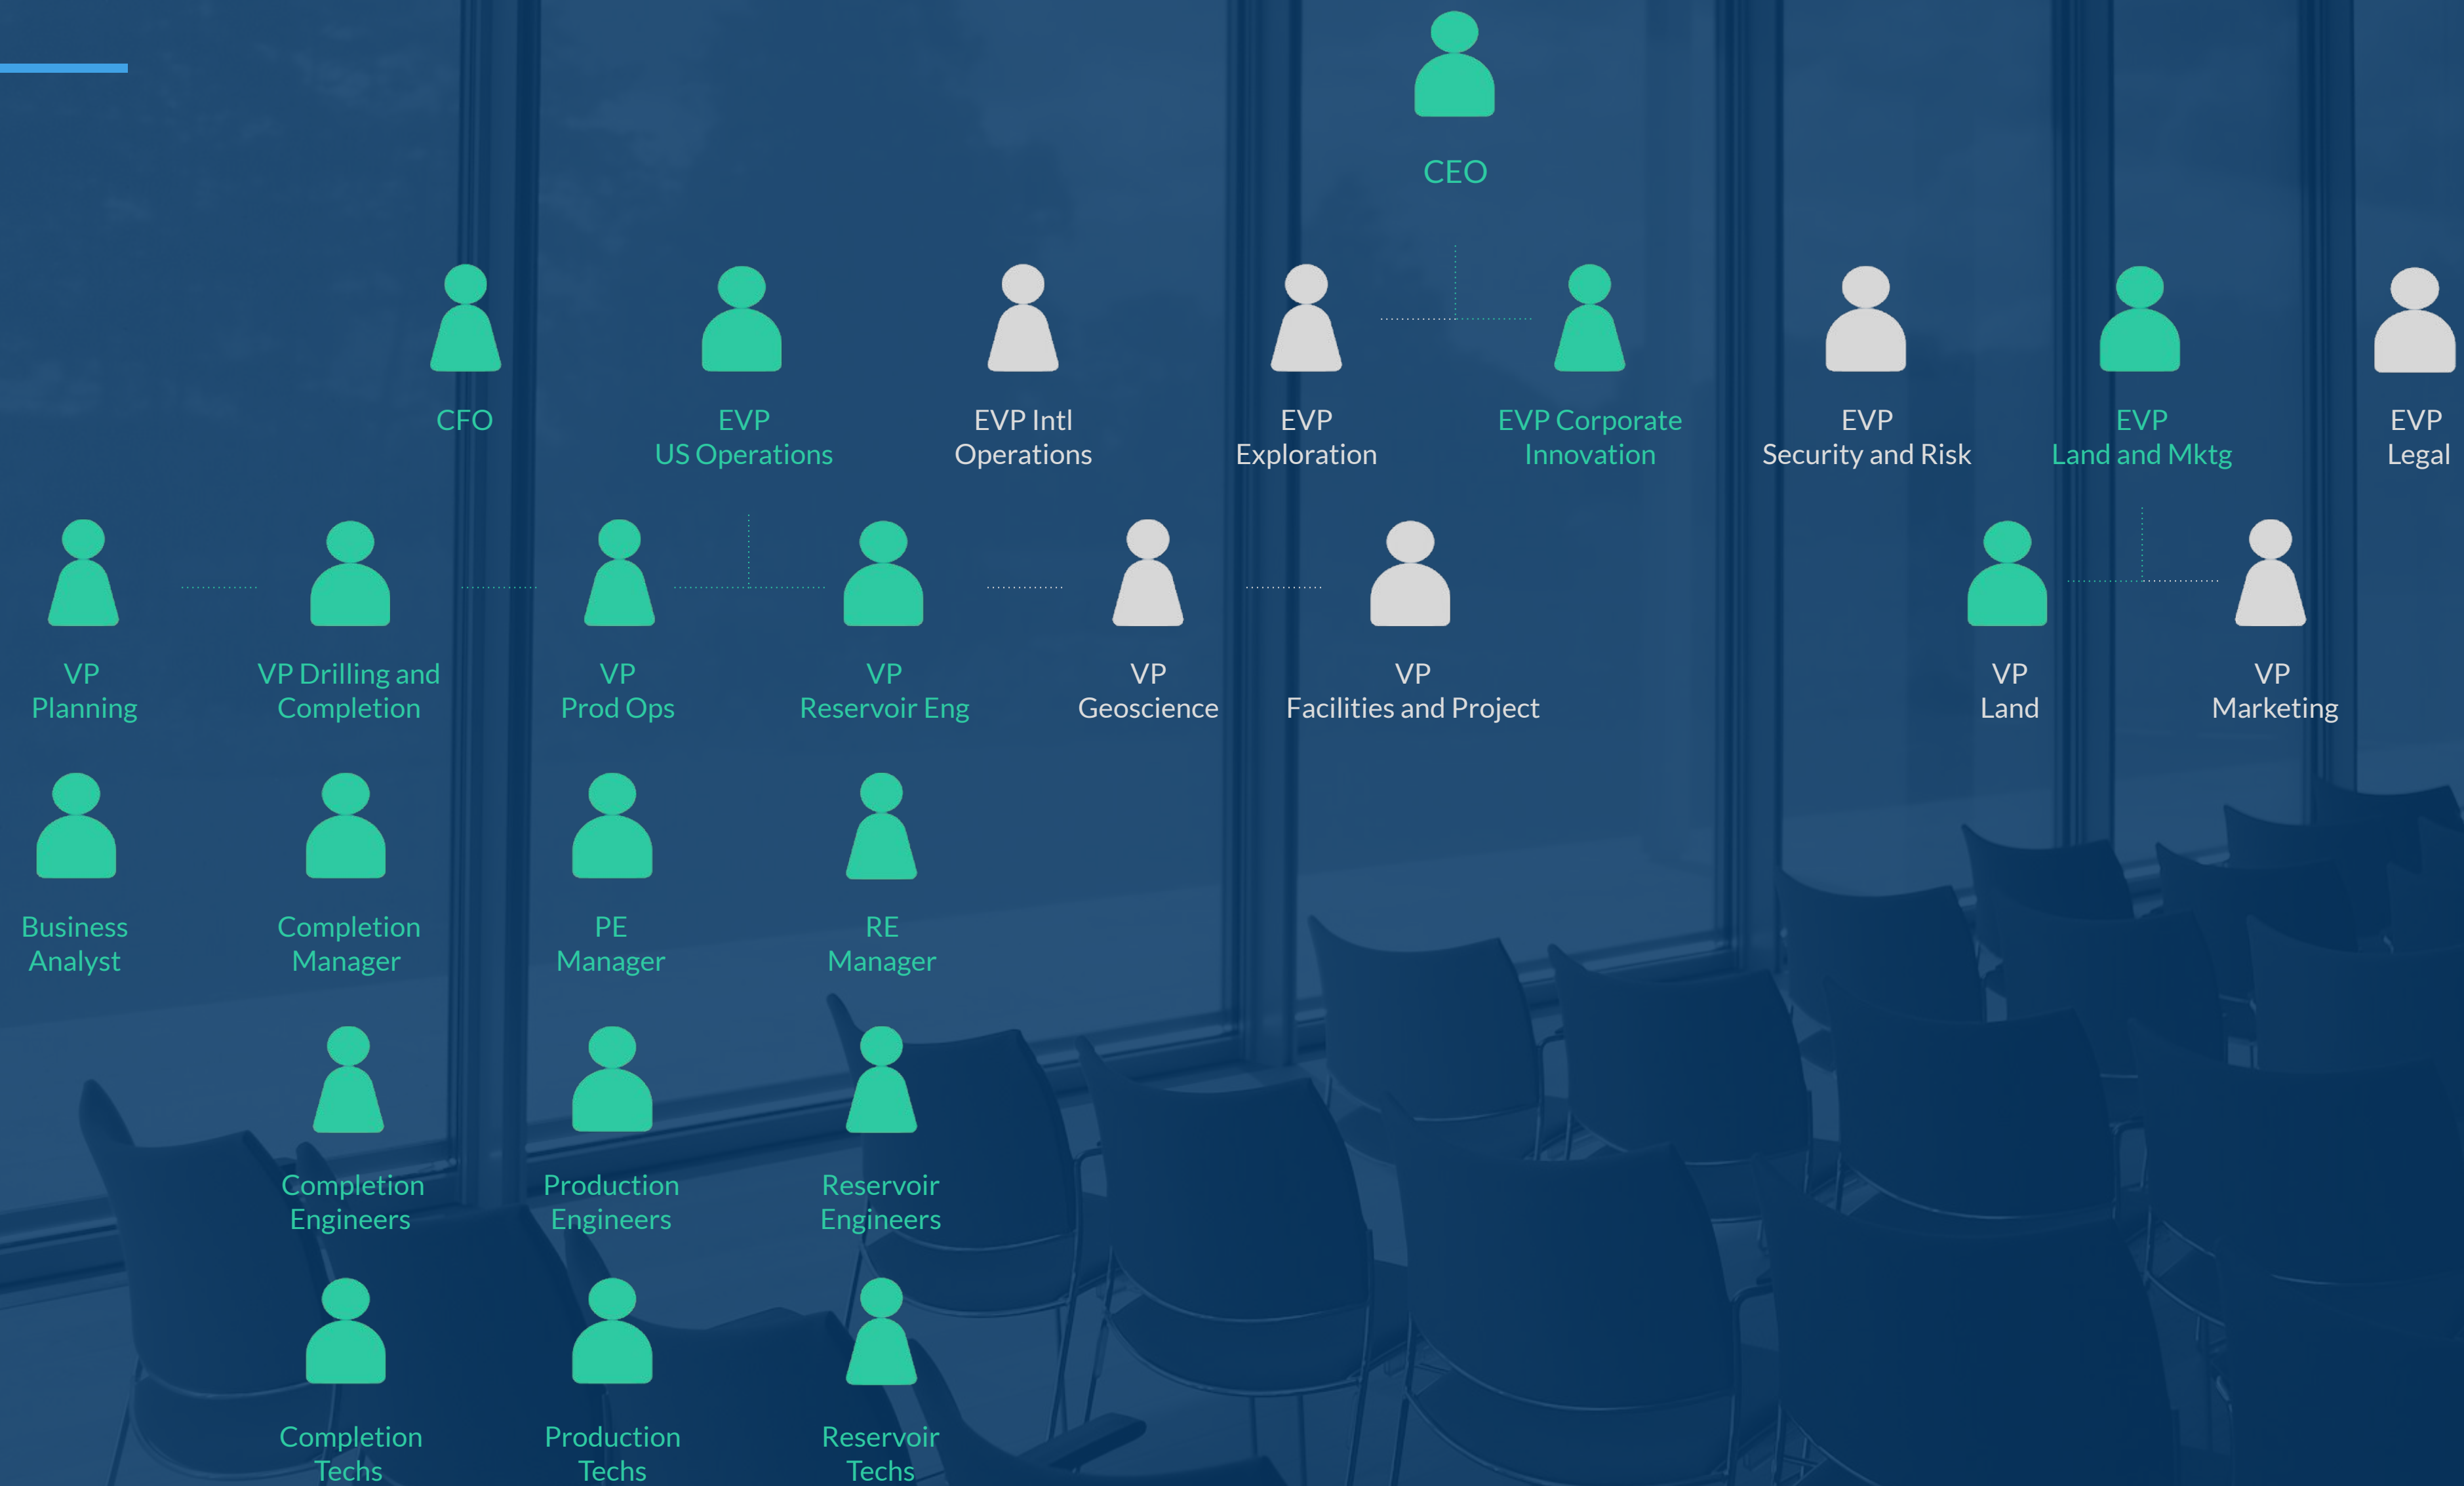 CEO
CFO
EVP
US Operations
EVP Intl
Operations
EVP
Exploration
EVP Corporate
Innovation
EVP
Security and Risk
EVP
Land and Mktg
EVP
Legal
VP
Planning
VP Drilling and
Completion
VP
Prod Ops
VP
Reservoir Eng
VP
Geoscience
VP
Facilities and Project
VP
Land
VP
Marketing
Business
Analyst
Completion
Manager
PE
Manager
RE
Manager
Completion
Engineers
Production
Engineers
Reservoir
Engineers
Completion
Techs
Production
Techs
Reservoir
Techs